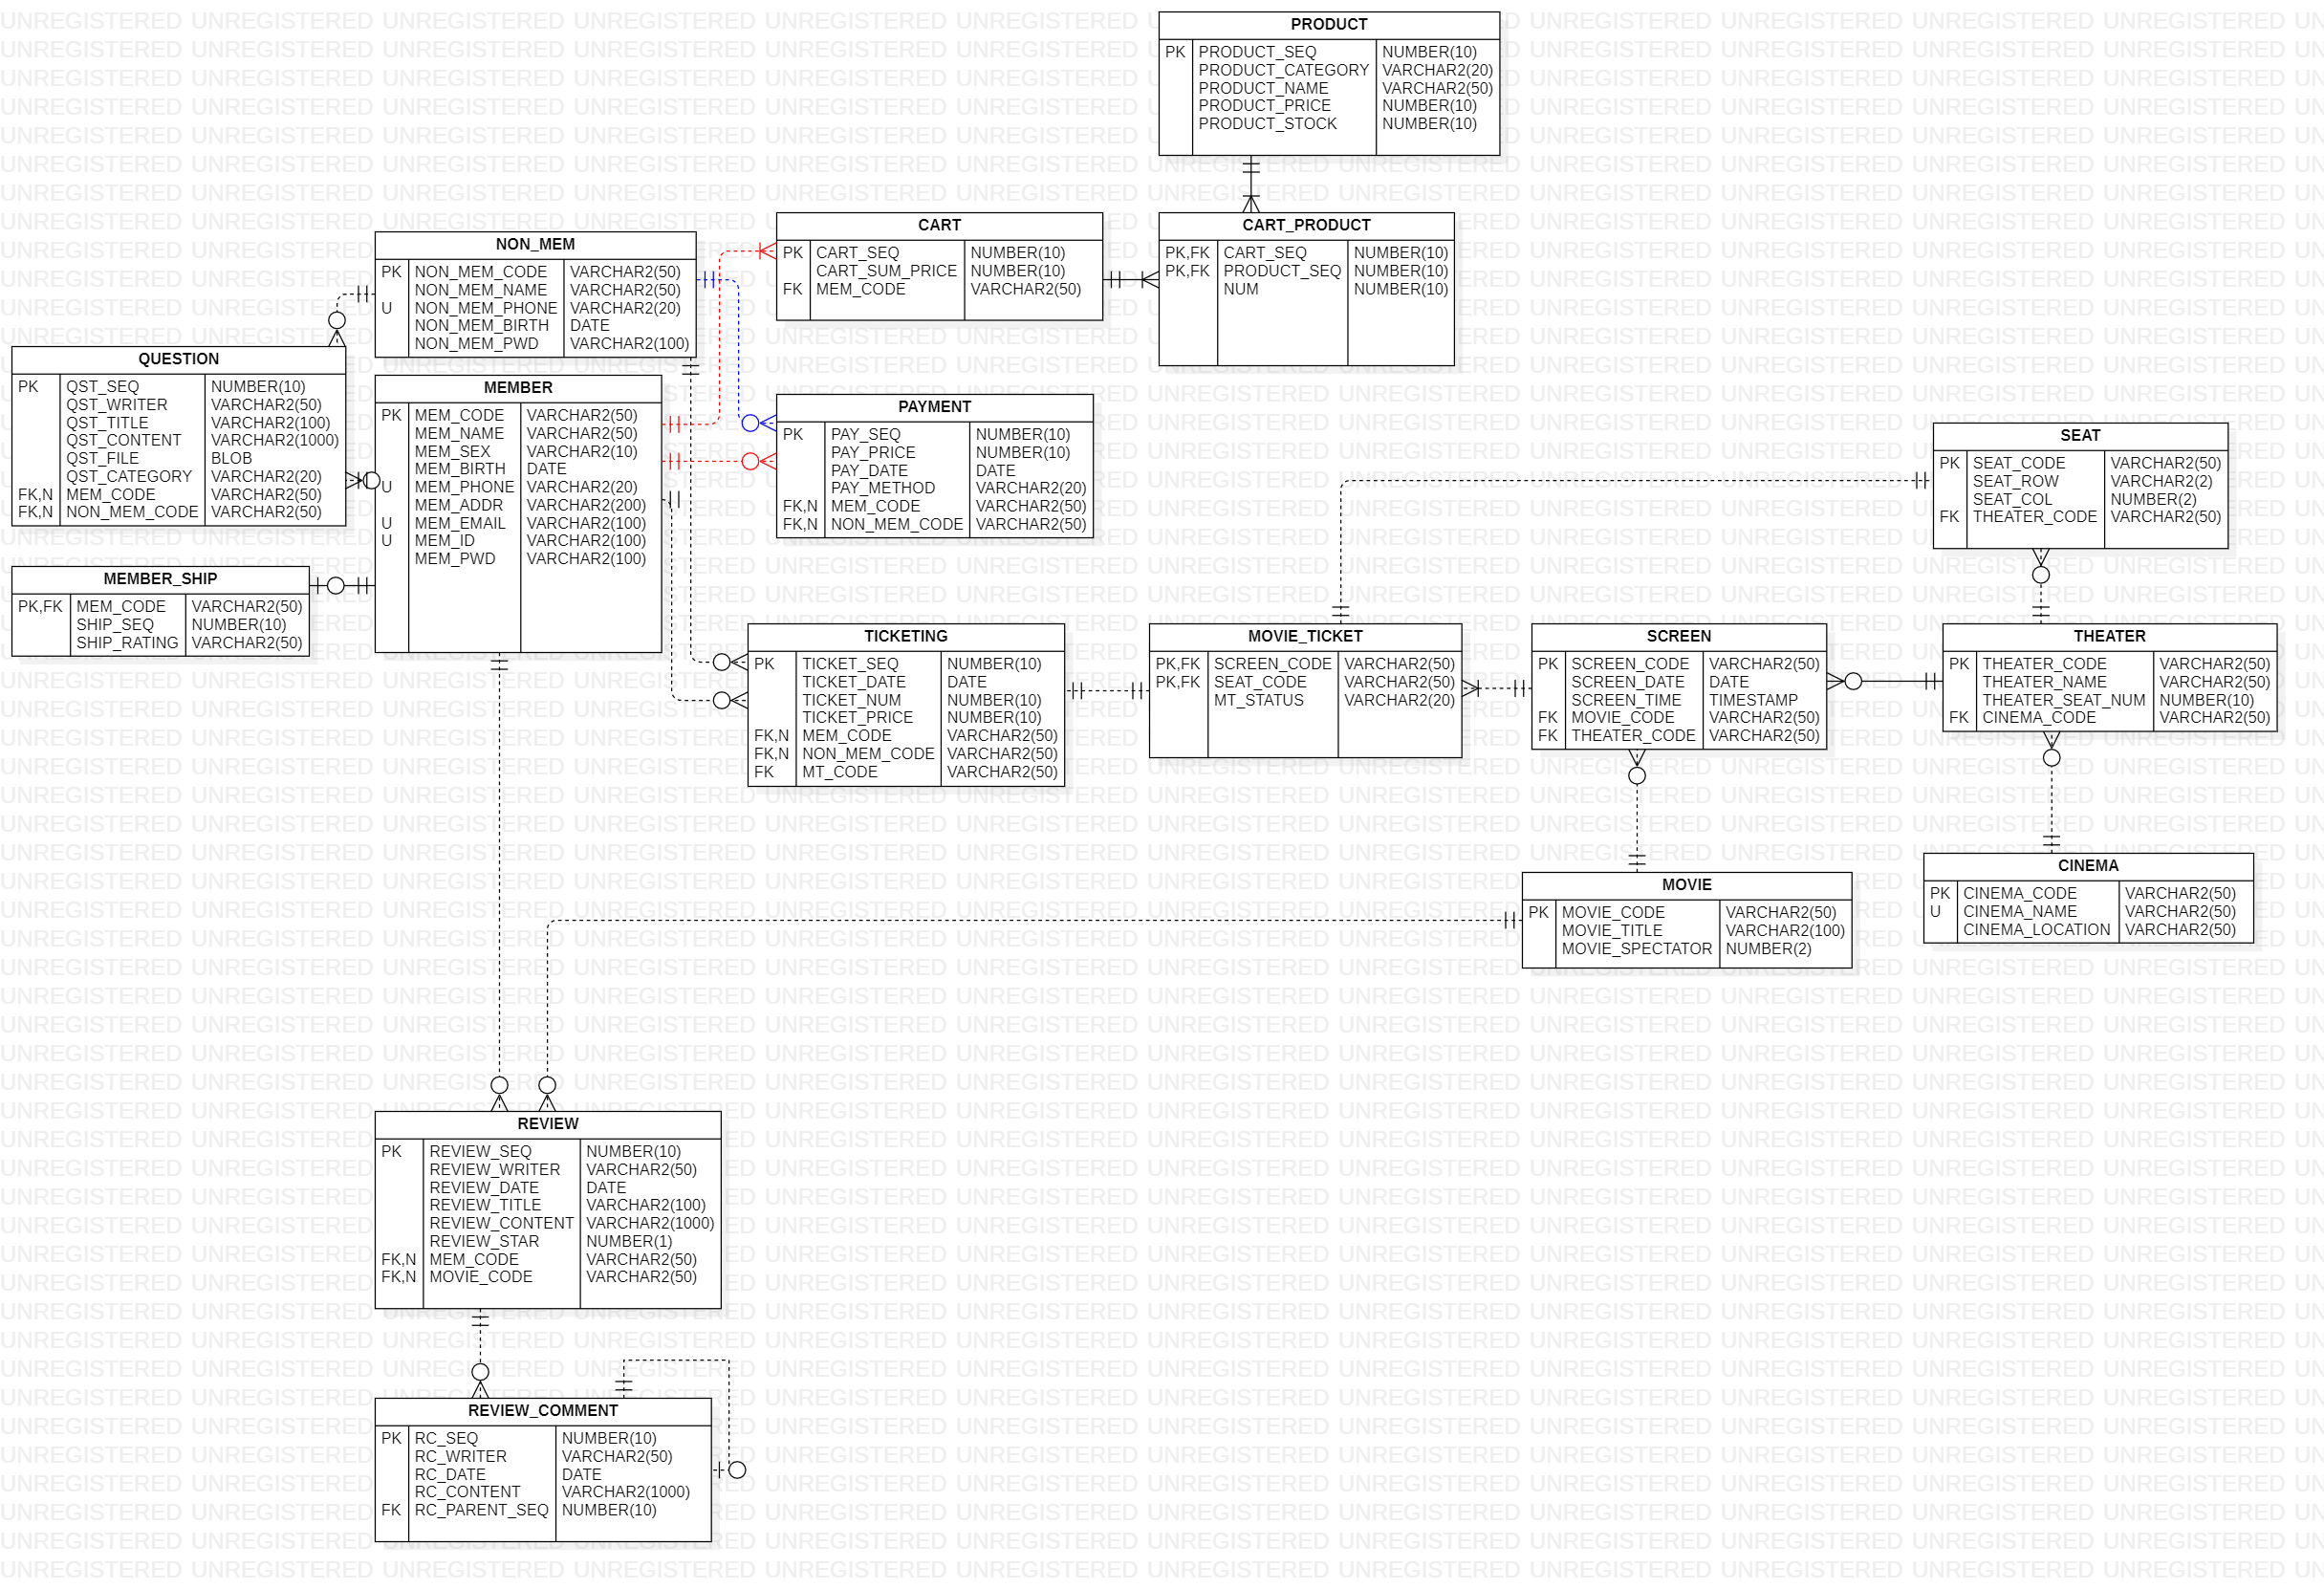 PRODUCT
PK PRODUCT_SEQ NUMBER(10)
PRODUCT_CATEGORY VARCHAR2(20)
PRODUCT_NAME VARCHAR2(50)
PRODUCT_PRICE NUMBER(10)
PRODUCT_STOCK NUMBER(10)
CART
PK CART_SEQ NUMBER(10)
CART_SUM_PRICE NUMBER(10)
FK MEM_CODE VARCHAR2(50)
CART_PRODUCT
PK,FK CART_SEQ NUMBER(10)
PK,FK PRODUCT_SEQ NUMBER(10)
NUM NUMBER(10)
NON_MEM
PK NON_MEM_CODE VARCHAR2(50)
NON_MEM_NAME VARCHAR2(50)
U NON_MEM_PHONE VARCHAR2(20)
NON_MEM_BIRTH DATE
NON_MEM_PWD VARCHAR2(100)
QUESTION
PK QST_SEQ NUMBER(10)
QST_WRITER VARCHAR2(50)
QST_TITLE VARCHAR2(100)
QST_CONTENT VARCHAR2(1000)
QST_FILE BLOB
QST_CATEGORY VARCHAR2(20)
FK,N MEM_CODE VARCHAR2(50)
FK,N NON_MEM_CODE VARCHAR2(50)
MEMBER
PK MEM_CODE VARCHAR2(50)
MEM_NAME VARCHAR2(50)
MEM_SEX VARCHAR2(10)
MEM_BIRTH DATE
U MEM_PHONE VARCHAR2(20)
MEM_ADDR VARCHAR2(200)
U MEM_EMAIL VARCHAR2(100)
U MEM_ID VARCHAR2(100)
MEM_PWD VARCHAR2(100)
PAYMENT
PK PAY_SEQ NUMBER(10)
PAY_PRICE NUMBER(10)
PAY_DATE DATE
PAY_METHOD VARCHAR2(20)
FK,N MEM_CODE VARCHAR2(50)
FK,N NON_MEM_CODE VARCHAR2(50)
SEAT
PK SEAT_CODE VARCHAR2(50)
SEAT_ROW VARCHAR2(2)
SEAT_COL NUMBER(2)
FK THEATER_CODE VARCHAR2(50)
MEMBER_SHIP
PK,FK MEM_CODE VARCHAR2(50)
SHIP_SEQ NUMBER(10)
SHIP_RATING VARCHAR2(50)
TICKETING
PK TICKET_SEQ NUMBER(10)
TICKET_DATE DATE
TICKET_NUM NUMBER(10)
TICKET_PRICE NUMBER(10)
FK,N MEM_CODE VARCHAR2(50)
FK,N NON_MEM_CODE VARCHAR2(50)
FK MT_CODE VARCHAR2(50)
MOVIE_TICKET
PK,FK SCREEN_CODE VARCHAR2(50)
PK,FK SEAT_CODE VARCHAR2(50)
MT_STATUS VARCHAR2(20)
SCREEN
PK SCREEN_CODE VARCHAR2(50)
SCREEN_DATE DATE
SCREEN_TIME TIMESTAMP
FK MOVIE_CODE VARCHAR2(50)
FK THEATER_CODE VARCHAR2(50)
THEATER
PK THEATER_CODE VARCHAR2(50)
THEATER_NAME VARCHAR2(50)
THEATER_SEAT_NUM NUMBER(10)
FK CINEMA_CODE VARCHAR2(50)
MOVIE
PK MOVIE_CODE VARCHAR2(50)
MOVIE_TITLE VARCHAR2(100)
MOVIE_SPECTATOR NUMBER(2)
CINEMA
PK CINEMA_CODE VARCHAR2(50)
U CINEMA_NAME VARCHAR2(50)
CINEMA_LOCATION VARCHAR2(50)
REVIEW
PK REVIEW_SEQ NUMBER(10)
REVIEW_WRITER VARCHAR2(50)
REVIEW_DATE DATE
REVIEW_TITLE VARCHAR2(100)
REVIEW_CONTENT VARCHAR2(1000)
REVIEW_STAR NUMBER(1)
FK,N MEM_CODE VARCHAR2(50)
FK,N MOVIE_CODE VARCHAR2(50)
REVIEW_COMMENT
PK RC_SEQ NUMBER(10)
RC_WRITER VARCHAR2(50)
RC_DATE DATE
RC_CONTENT VARCHAR2(1000)
FK RC_PARENT_SEQ NUMBER(10)
UNREGISTERED